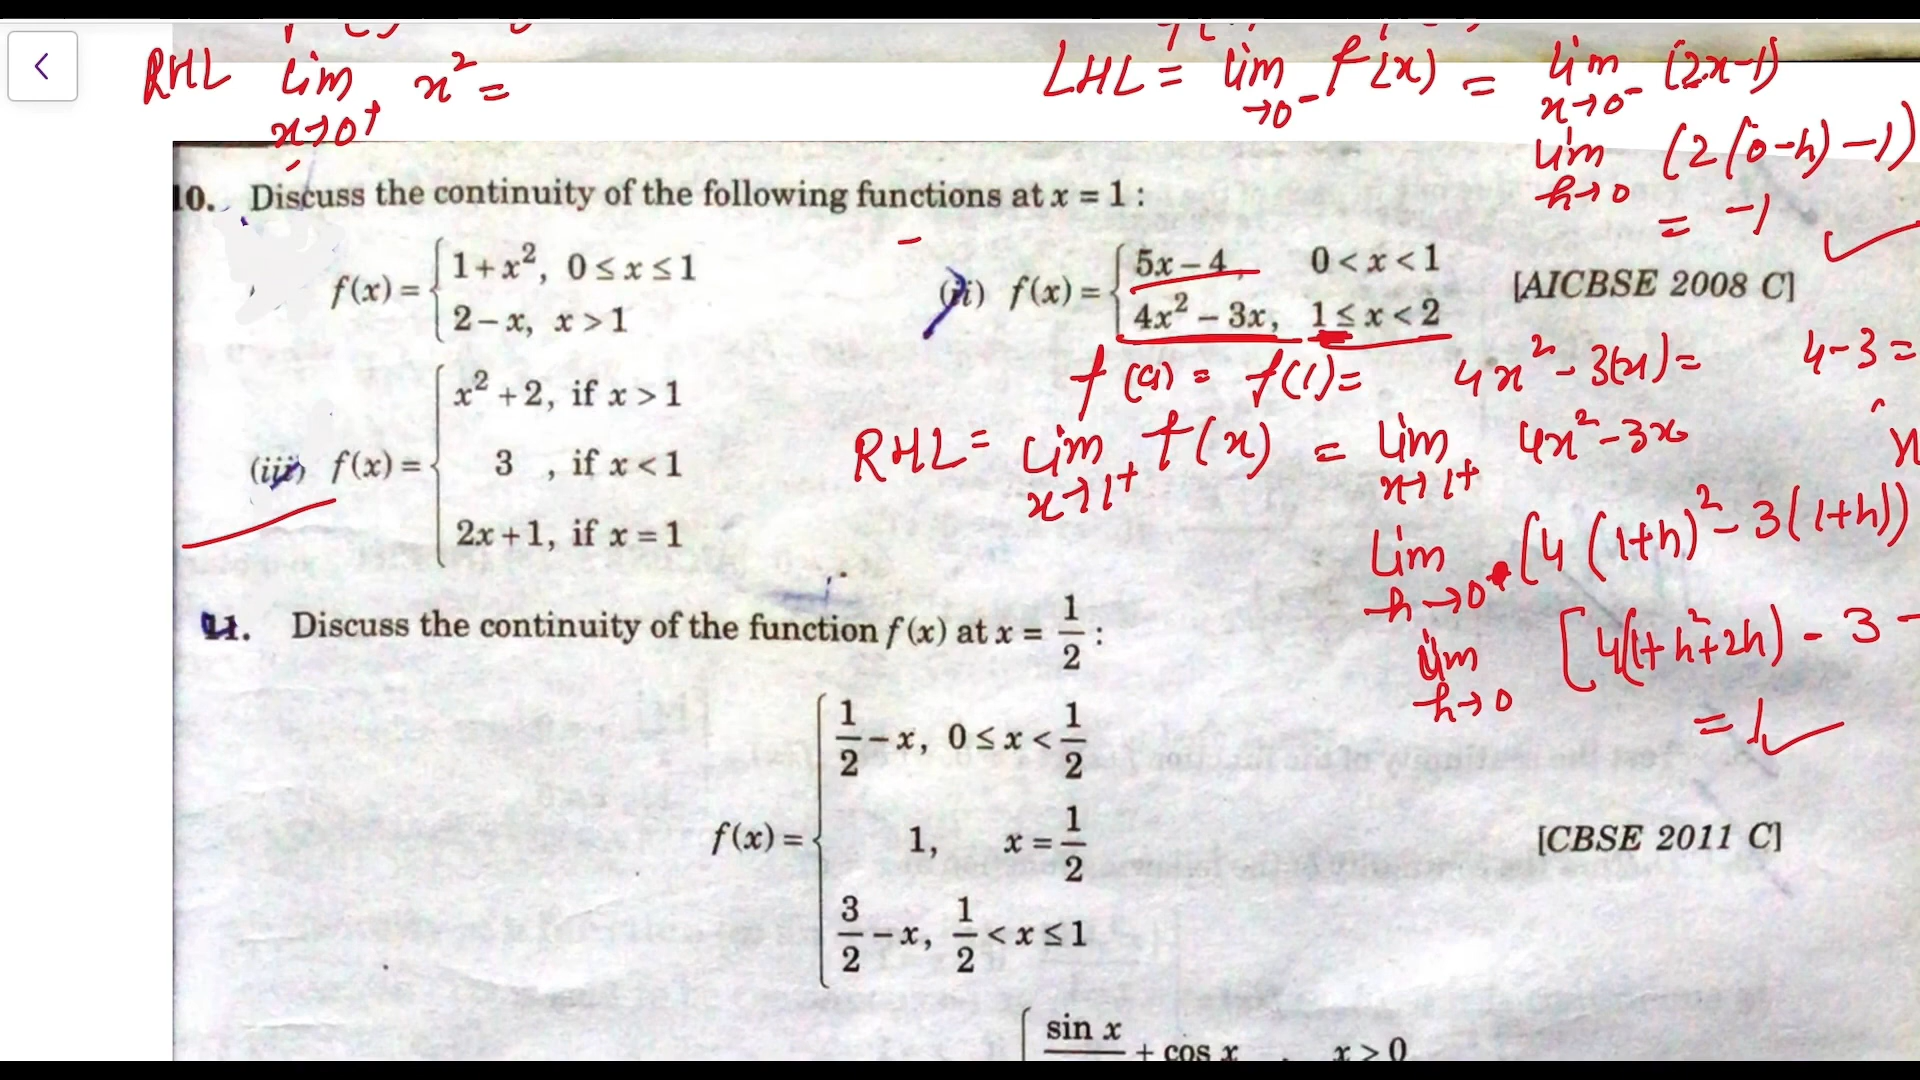 RHL lim x→0+ x² =
LHL = lim →0- f(x) = lim x→0- (2x-1)
lim h→0 (2(0-h)-1)
= -1
10. Discuss the continuity of the following functions at x = 1 :
f(x) = { 1+x², 0 ≤ x ≤ 1
2 – x, x > 1
(ii) f(x) = { 5x – 4, 0 < x < 1
4x² – 3x, 1 ≤ x < 2
[AICBSE 2008 C]
f(a) = f(1) = 4x² - 3(x) = 4-3 =
RHL = lim x→1+ f(x) = lim x→1+ 4x²-3x
lim h→0 (4(1+h)² - 3(1+h))
lim h→0 [4(1+h²+2h) - 3 -
= 1
(iii) f(x) = { x² + 2, if x > 1
3 , if x < 1
2x + 1, if x = 1
11. Discuss the continuity of the function f(x) at x = 1/2 :
f(x) = { 1/2 – x, 0 ≤ x < 1/2
1, x = 1/2
3/2 – x, 1/2 < x ≤ 1
[CBSE 2011 C]
sin x
+ cos x , x > 0